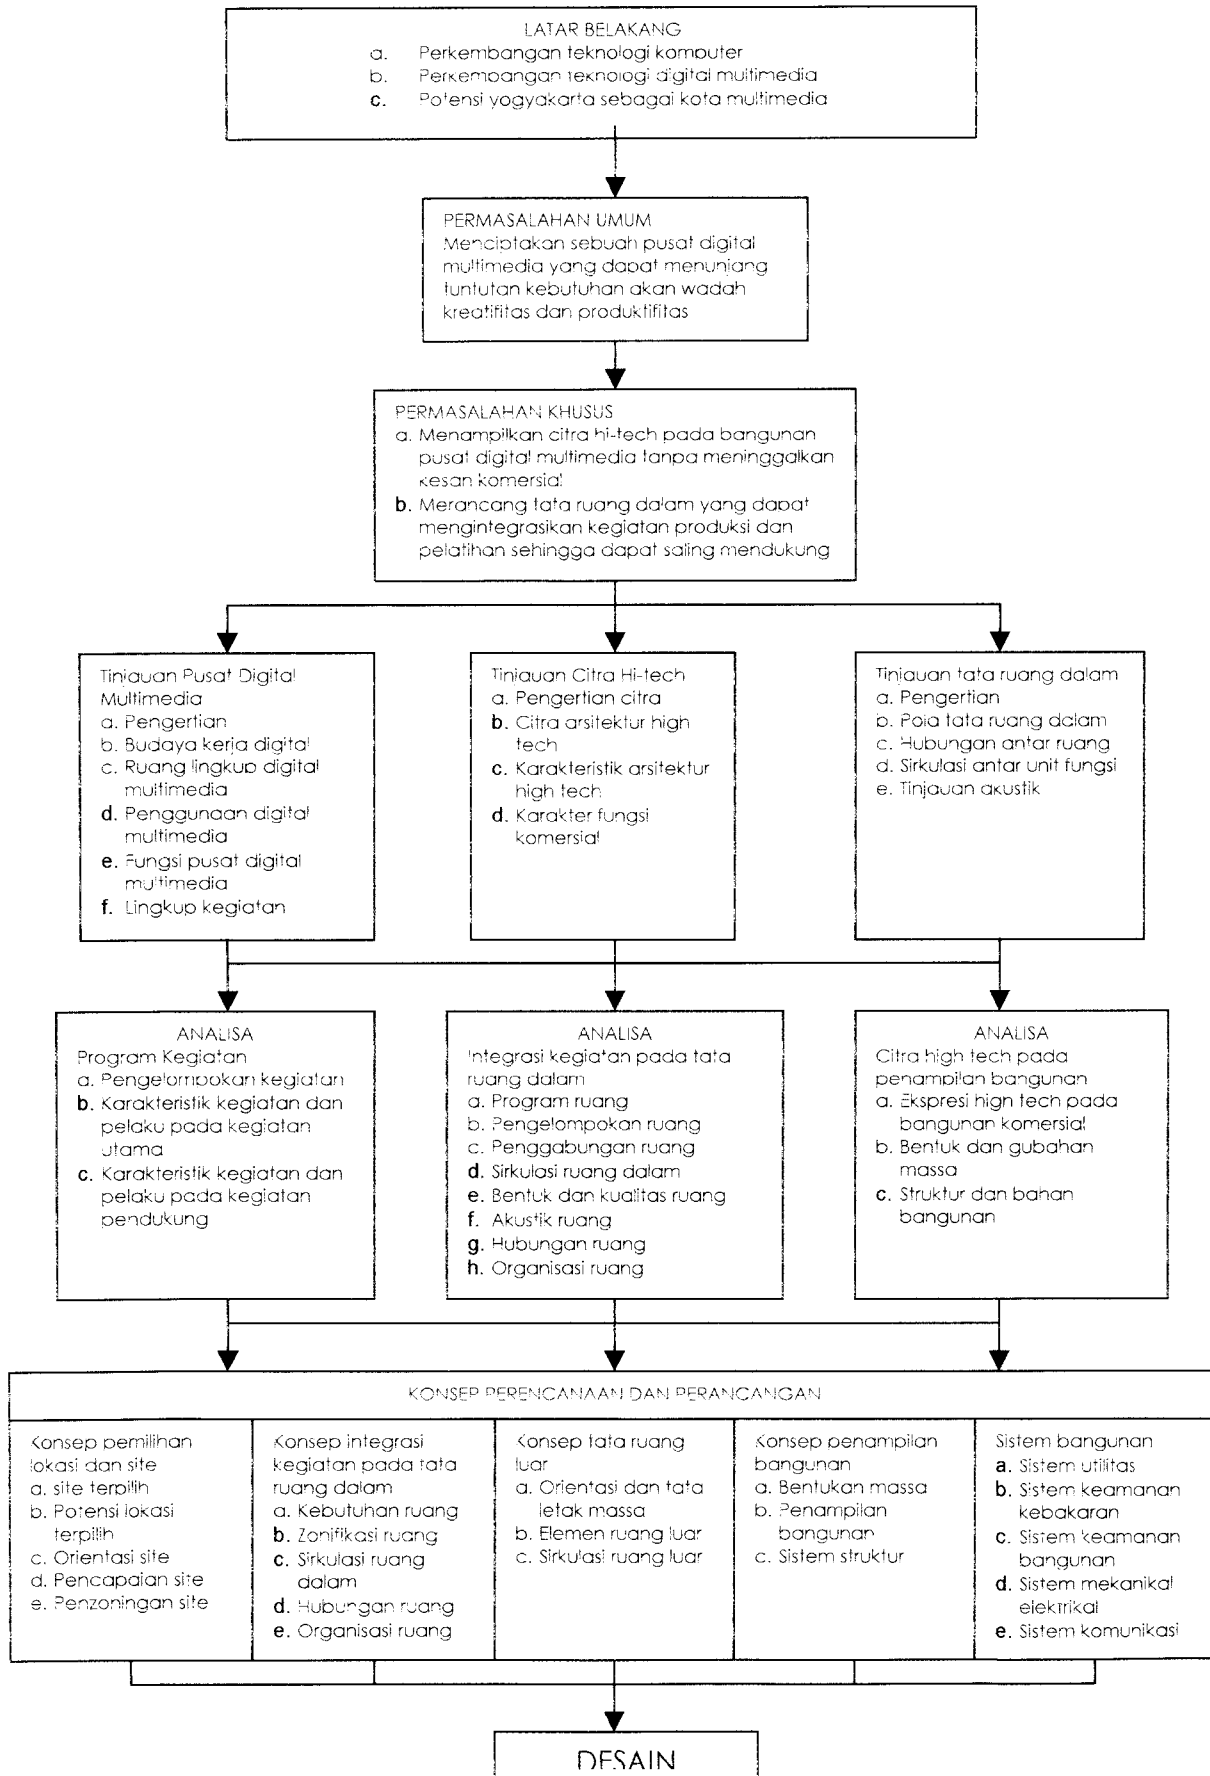 LATAR BELAKANG
a. Perkembangan teknologi komputer
b. Perkembangan teknologi digital multimedia
c. Potensi yogyakarta sebagai kota multimedia
PERMASALAHAN UMUM
Menciptakan sebuah pusat digital
multimedia yang dapat menunjang
tuntutan kebutuhan akan wadah
kreatifitas dan produktifitas
PERMASALAHAN KHUSUS
a. Menampilkan citra hi-tech pada bangunan
pusat digital multimedia tanpa meninggalkan
kesan komersial
b. Merancang tata ruang dalam yang dapat
mengintegrasikan kegiatan produksi dan
pelatihan sehingga dapat saling mendukung
Tinjauan Pusat Digital
Multimedia
a. Pengertian
b. Budaya kerja digital
c. Ruang lingkup digital
multimedia
d. Penggunaan digital
multimedia
e. Fungsi pusat digital
multimedia
f. Lingkup kegiatan
Tinjauan Citra Hi-tech
a. Pengertian citra
b. Citra arsitektur high
tech
c. Karakteristik arsitektur
high tech
d. Karakter fungsi
komersial
Tinjauan tata ruang dalam
a. Pengertian
b. Pola tata ruang dalam
c. Hubungan antar ruang
d. Sirkulasi antar unit fungsi
e. Tinjauan akustik
ANALISA
Program Kegiatan
a. Pengelompokan kegiatan
b. Karakteristik kegiatan dan
pelaku pada kegiatan
utama
c. Karakteristik kegiatan dan
pelaku pada kegiatan
pendukung
ANALISA
Integrasi kegiatan pada tata
ruang dalam
a. Program ruang
b. Pengelompokan ruang
c. Penggabungan ruang
d. Sirkulasi ruang dalam
e. Bentuk dan kualitas ruang
f. Akustik ruang
g. Hubungan ruang
h. Organisasi ruang
ANALISA
Citra high tech pada
penampilan bangunan
a. Ekspresi high tech pada
bangunan komersial
b. Bentuk dan gubahan
massa
c. Struktur dan bahan
bangunan
KONSEP PERENCANAAN DAN PERANCANGAN
Konsep pemilihan
lokasi dan site
a. site terpilih
b. Potensi lokasi
terpilih
c. Orientasi site
d. Pencapaian site
e. Penzoningan site
Konsep integrasi
kegiatan pada tata
ruang dalam
a. Kebutuhan ruang
b. Zonifikasi ruang
c. Sirkulasi ruang
dalam
d. Hubungan ruang
e. Organisasi ruang
Konsep tata ruang
luar
a. Orientasi dan tata
letak massa
b. Elemen ruang luar
c. Sirkulasi ruang luar
Konsep penampilan
bangunan
a. Bentukan massa
b. Penampilan
bangunan
c. Sistem struktur
Sistem bangunan
a. Sistem utilitas
b. Sistem keamanan
kebakaran
c. Sistem keamanan
bangunan
d. Sistem mekanikal
elektrikal
e. Sistem komunikasi
DESAIN